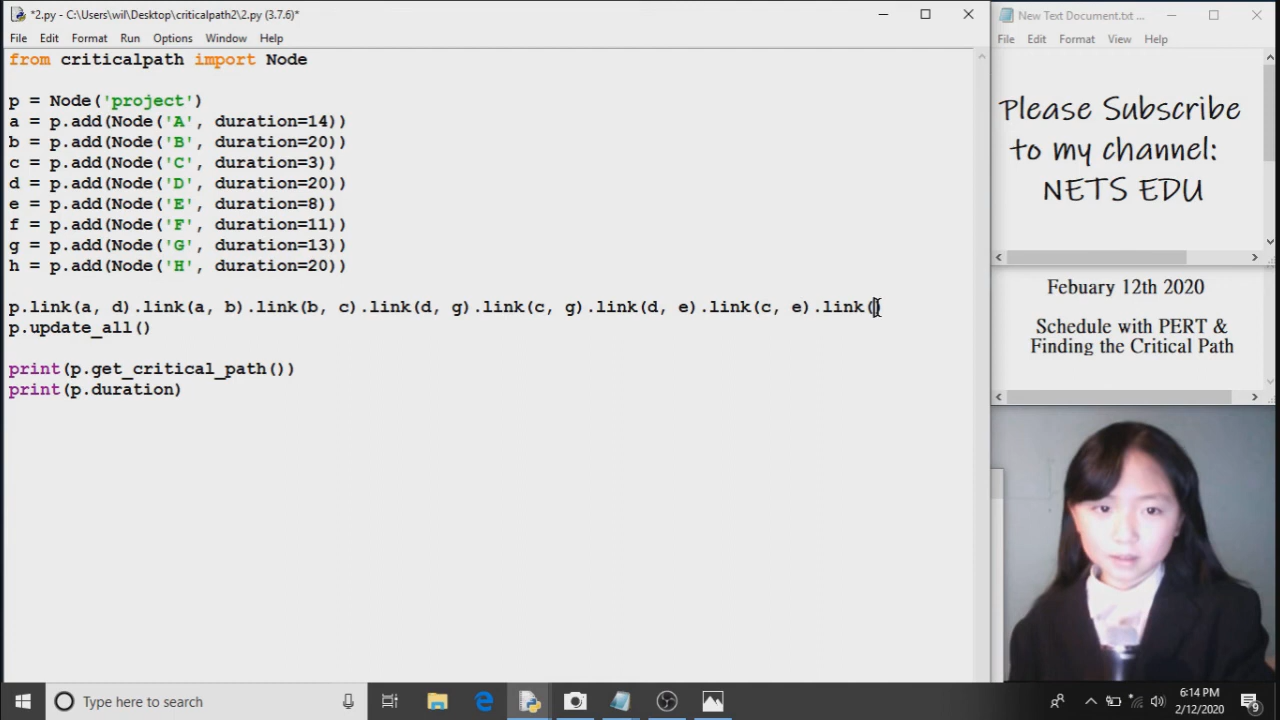 *2.py - C:\Users\wil\Desktop\criticalpath2\2.py (3.7.6)*
File Edit Format Run Options Window Help
from criticalpath import Node
p = Node('project')
a = p.add(Node('A', duration=14))
b = p.add(Node('B', duration=20))
c = p.add(Node('C', duration=3))
d = p.add(Node('D', duration=20))
e = p.add(Node('E', duration=8))
f = p.add(Node('F', duration=11))
g = p.add(Node('G', duration=13))
h = p.add(Node('H', duration=20))
p.link(a, d).link(a, b).link(b, c).link(d, g).link(c, g).link(d, e).link(c, e).link()
p.update_all()
print(p.get_critical_path())
print(p.duration)
New Text Document.txt ...
File Edit Format View Help
Please Subscribe
to my channel:
NETS EDU
Febuary 12th 2020
Schedule with PERT &
Finding the Critical Path
Type here to search
6:14 PM
2/12/2020
9